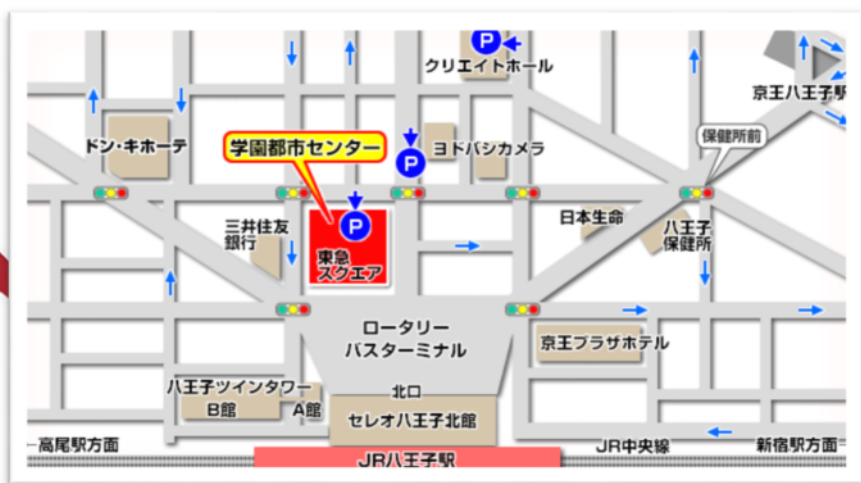 P
クリエイトホール
京王八王子駅
ドン・キホーテ
学園都市センター
P
ヨドバシカメラ
保健所前
三井住友
銀行
P
東急
スクエア
日本生命
八王子
保健所
ロータリー
バスターミナル
京王プラザホテル
八王子ツインタワー
B館
A館
北口
セレオ八王子北館
←高尾駅方面
JR八王子駅
JR中央線
新宿駅方面→